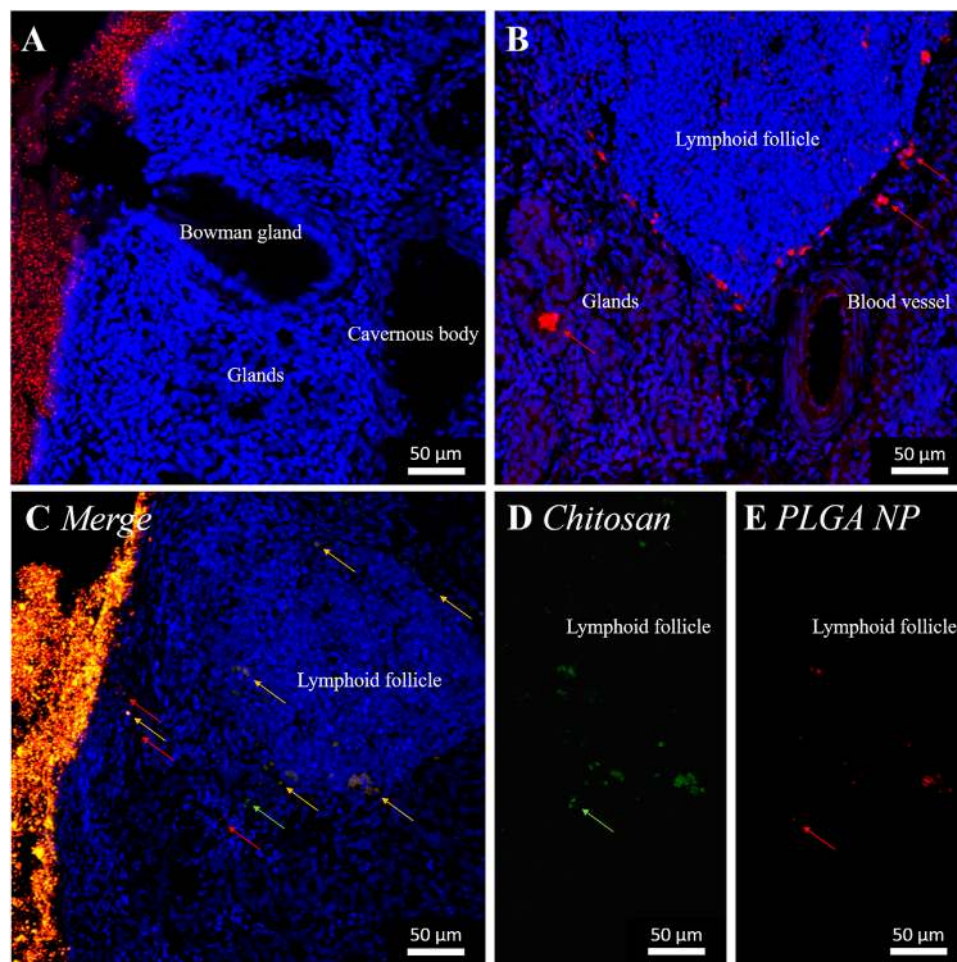 A
Bowman gland
Cavernous body
Glands
50 µm
B
Lymphoid follicle
Glands
Blood vessel
50 µm
C Merge
Lymphoid follicle
50 µm
D Chitosan
Lymphoid follicle
50 µm
E PLGA NP
Lymphoid follicle
50 µm